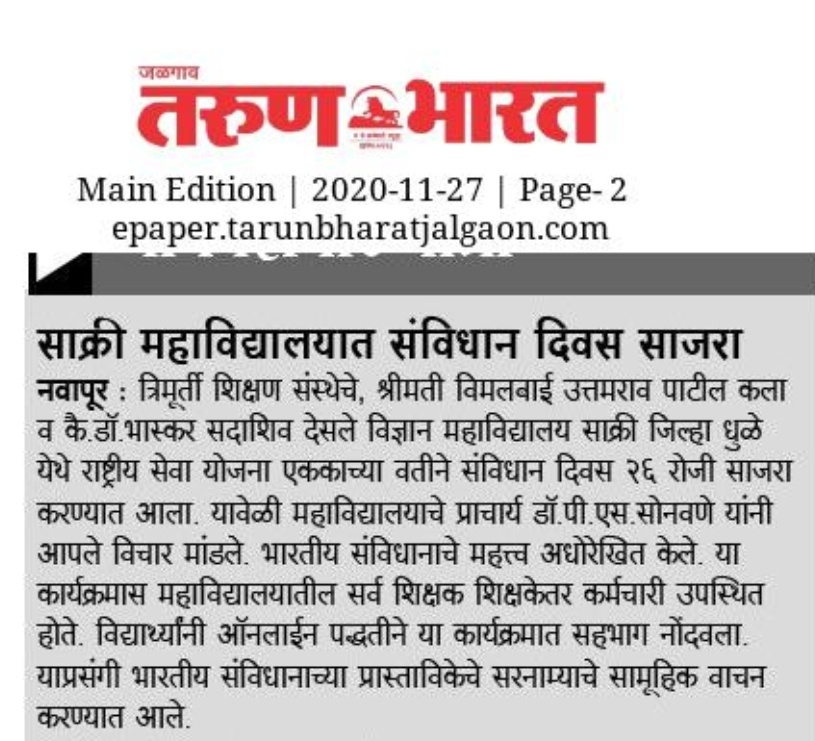 जळगाव
तरुण भारत
Main Edition | 2020-11-27 | Page- 2
epaper.tarunbharatjalgaon.com
साक्री महाविद्यालयात संविधान दिवस साजरा
नवापूर : त्रिमूर्ती शिक्षण संस्थेचे, श्रीमती विमलबाई उत्तमराव पाटील कला
व कै.डॉ.भास्कर सदाशिव देसले विज्ञान महाविद्यालय साक्री जिल्हा धुळे
येथे राष्ट्रीय सेवा योजना एककाच्या वतीने संविधान दिवस २६ रोजी साजरा
करण्यात आला. यावेळी महाविद्यालयाचे प्राचार्य डॉ.पी.एस.सोनवणे यांनी
आपले विचार मांडले. भारतीय संविधानाचे महत्त्व अधोरेखित केले. या
कार्यक्रमास महाविद्यालयातील सर्व शिक्षक शिक्षकेतर कर्मचारी उपस्थित
होते. विद्यार्थ्यांनी ऑनलाईन पद्धतीने या कार्यक्रमात सहभाग नोंदवला.
याप्रसंगी भारतीय संविधानाच्या प्रास्ताविकेचे सरनाम्याचे सामूहिक वाचन
करण्यात आले.